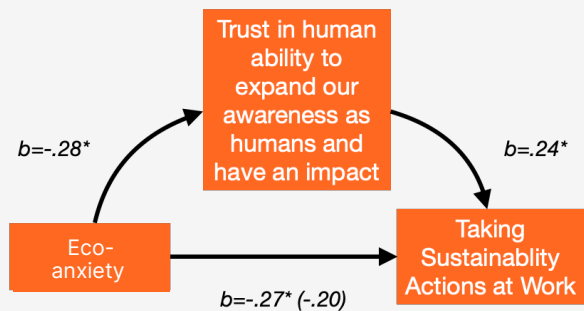 Trust in human
ability to
expand our
awareness as
humans and
have an impact
b=-.28*
b=.24*
Eco-
anxiety
Taking
Sustainablity
Actions at Work
b=-.27* (-.20)